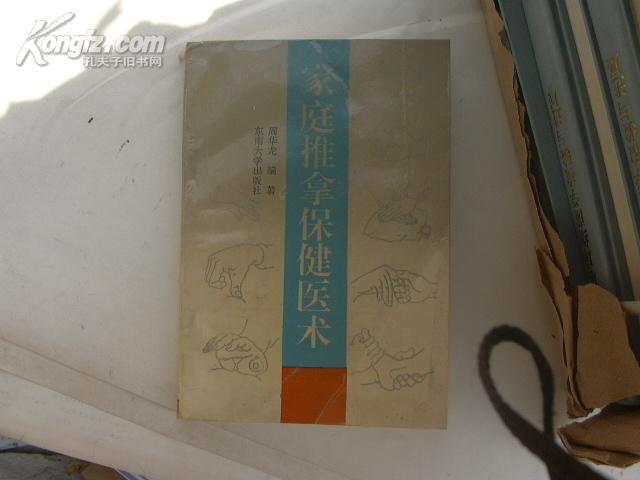 Kongfz.com
孔夫子旧书网
家庭推拿保健医术
周华龙 编著
东南大学出版社